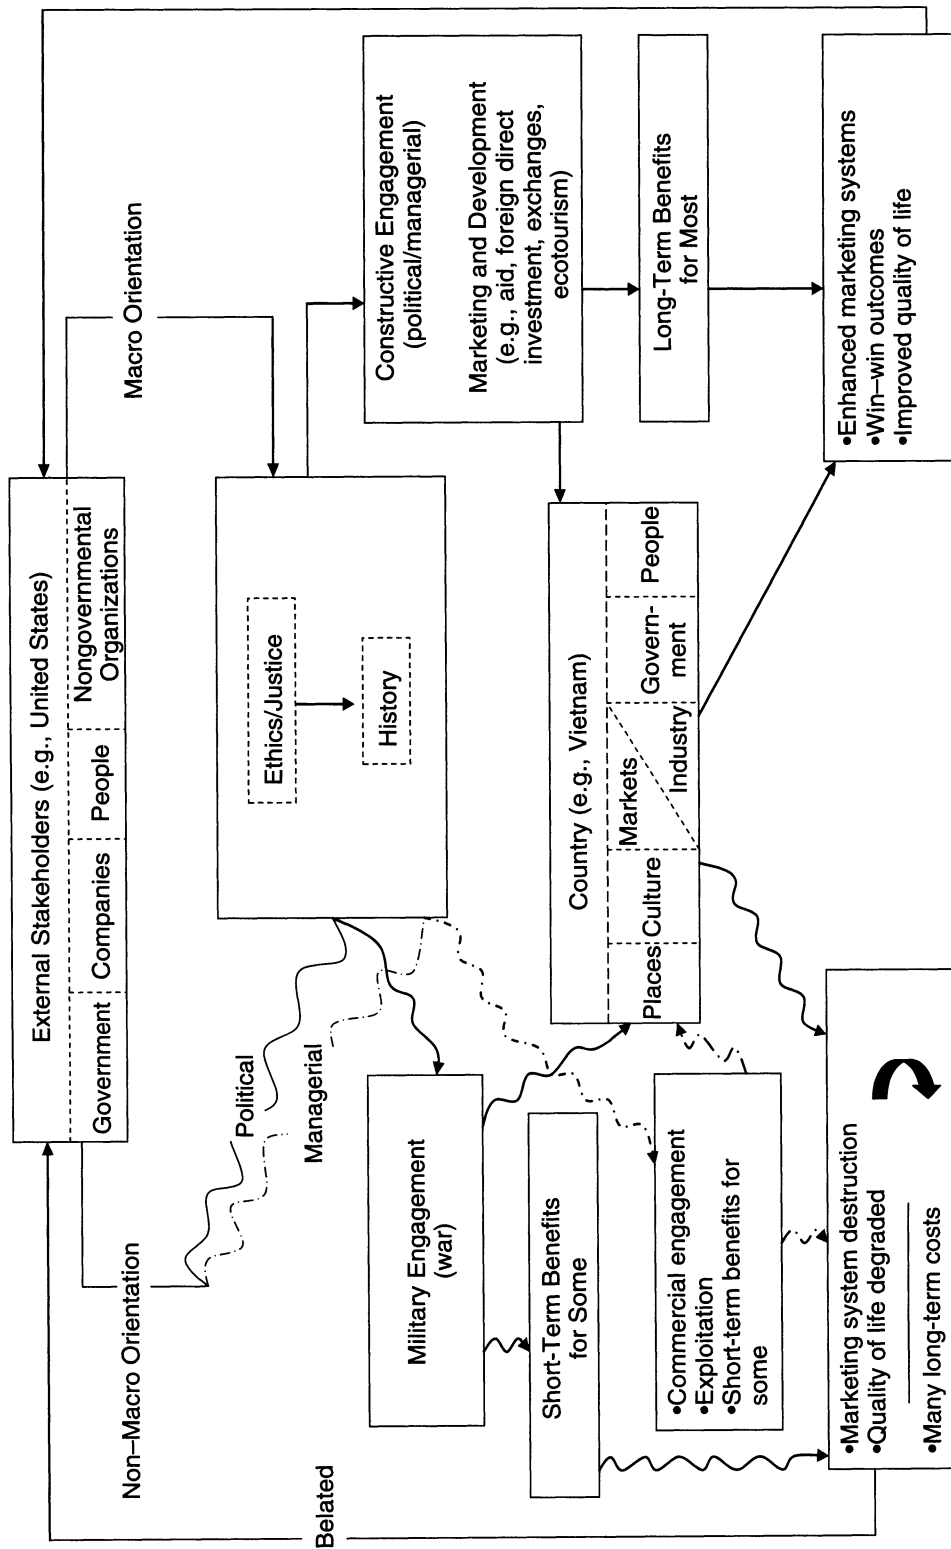 External Stakeholders (e.g., United States)
Government
Companies
People
Nongovernmental
Organizations
Non–Macro Orientation
Macro Orientation
Political
Managerial
Ethics/Justice
History
Belated
Military Engagement
(war)
Constructive Engagement
(political/managerial)
Marketing and Development
(e.g., aid, foreign direct
investment, exchanges,
ecotourism)
Short-Term Benefits
for Some
Country (e.g., Vietnam)
Places
Culture
Markets
Industry
Govern-
ment
People
Long-Term Benefits
for Most
•Commercial engagement
•Exploitation
•Short-term benefits for
some
•Marketing system destruction
•Quality of life degraded
•Many long-term costs
•Enhanced marketing systems
•Win–win outcomes
•Improved quality of life